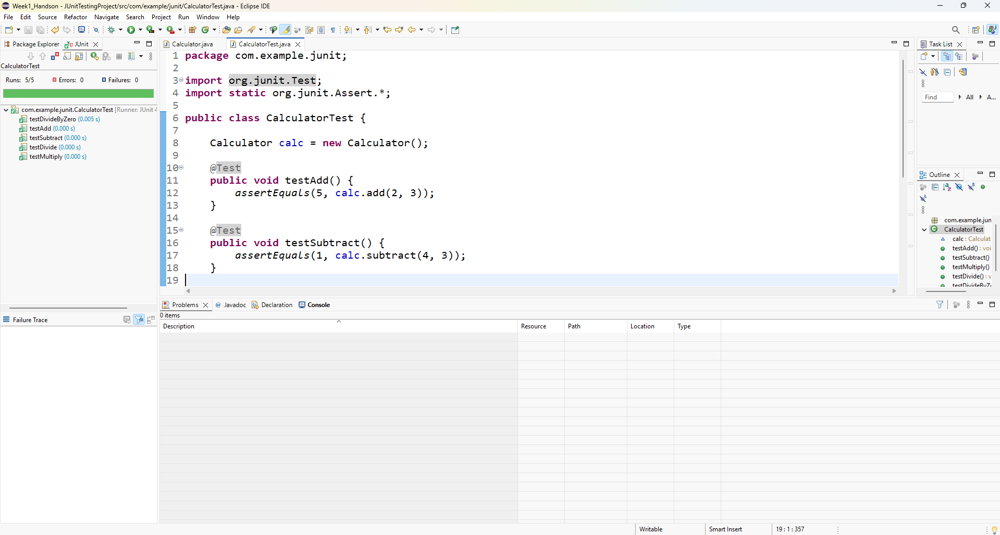 Week1_Handson - JUnitTestingProject/src/com/example/junit/CalculatorTest.java - Eclipse IDE
File Edit Source Refactor Navigate Search Project Run Window Help
Package Explorer JUnit
CalculatorTest
Runs: 5/5 Errors: 0 Failures: 0
com.example.junit.CalculatorTest [Runner: JUnit 4
testDivideByZero (0.005 s)
testAdd (0.000 s)
testSubtract (0.000 s)
testDivide (0.000 s)
testMultiply (0.000 s)
Failure Trace
Calculator.java CalculatorTest.java
1 package com.example.junit;
2
3 import org.junit.Test;
4 import static org.junit.Assert.*;
5
6 public class CalculatorTest {
7
8 Calculator calc = new Calculator();
9
10 @Test
11 public void testAdd() {
12 assertEquals(5, calc.add(2, 3));
13 }
14
15 @Test
16 public void testSubtract() {
17 assertEquals(1, calc.subtract(4, 3));
18 }
19
Task List
Find All A...
Outline
com.example.jun
CalculatorTest
calc : Calculat
testAdd() : voi
testSubtract()
testMultiply()
testDivide() : v
testDivideByZ
Problems @ Javadoc Declaration Console
0 items
Description Resource Path Location Type
Writable Smart Insert 19 : 1 : 357